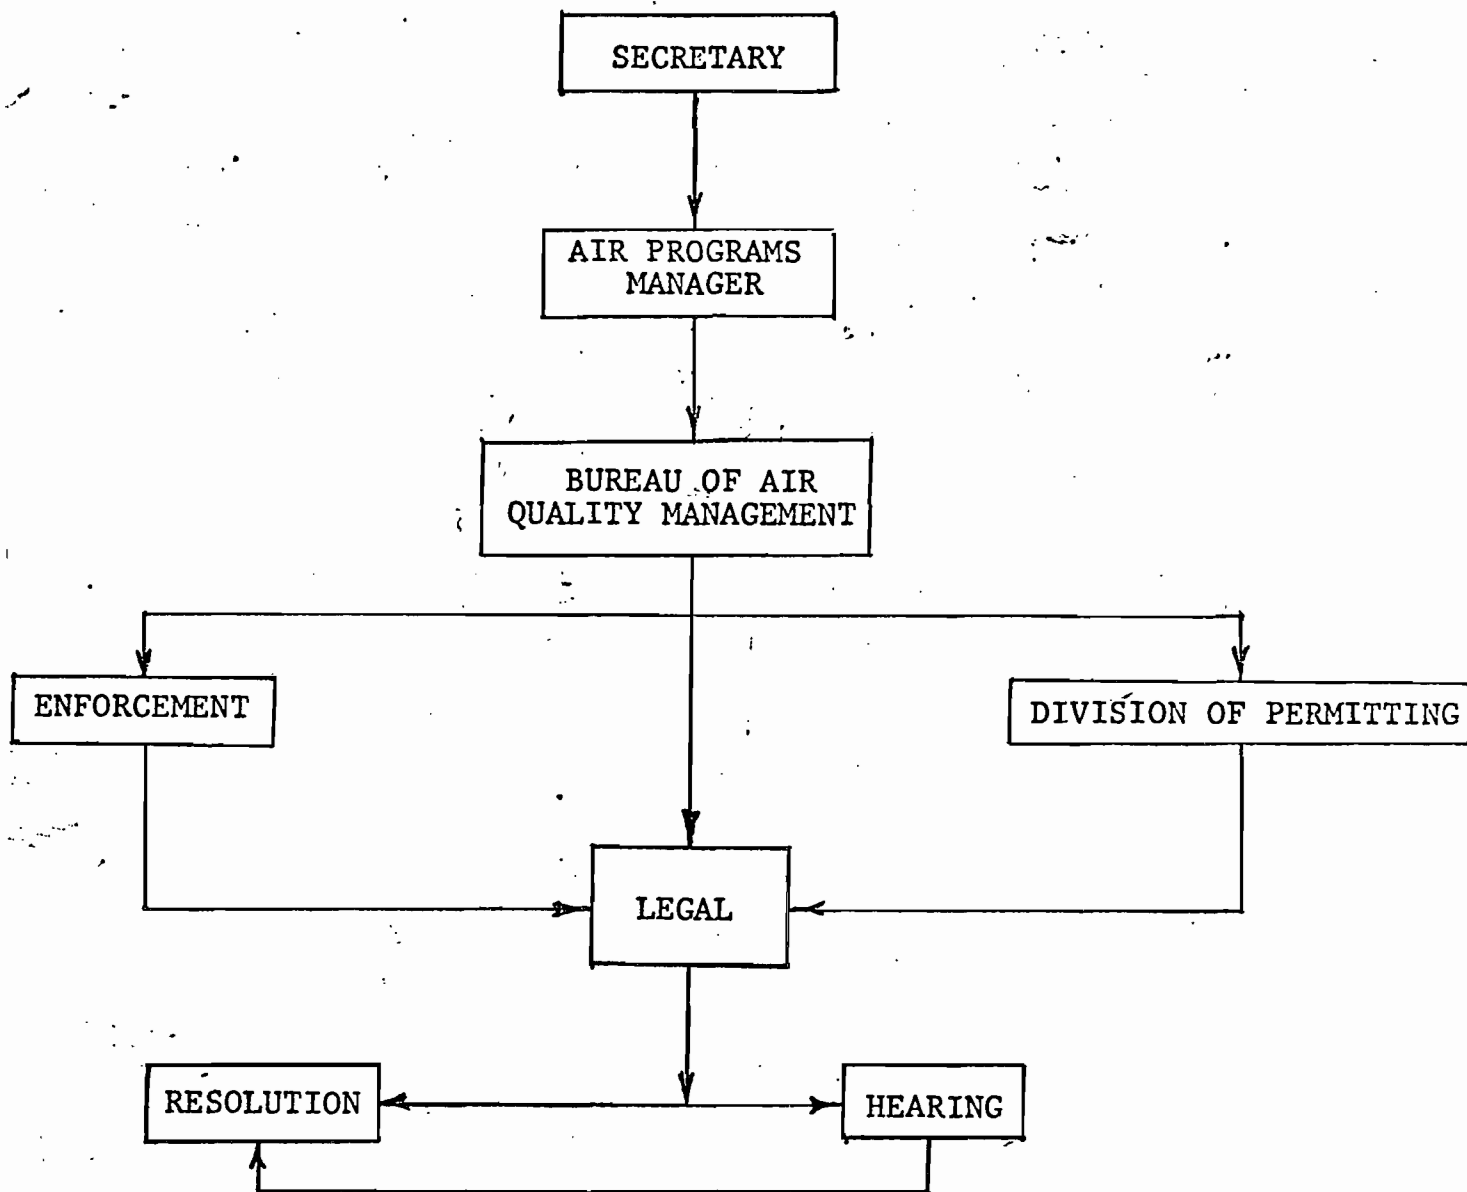 SECRETARY
AIR PROGRAMS
MANAGER
BUREAU OF AIR
QUALITY MANAGEMENT
ENFORCEMENT
DIVISION OF PERMITTING
LEGAL
RESOLUTION
HEARING